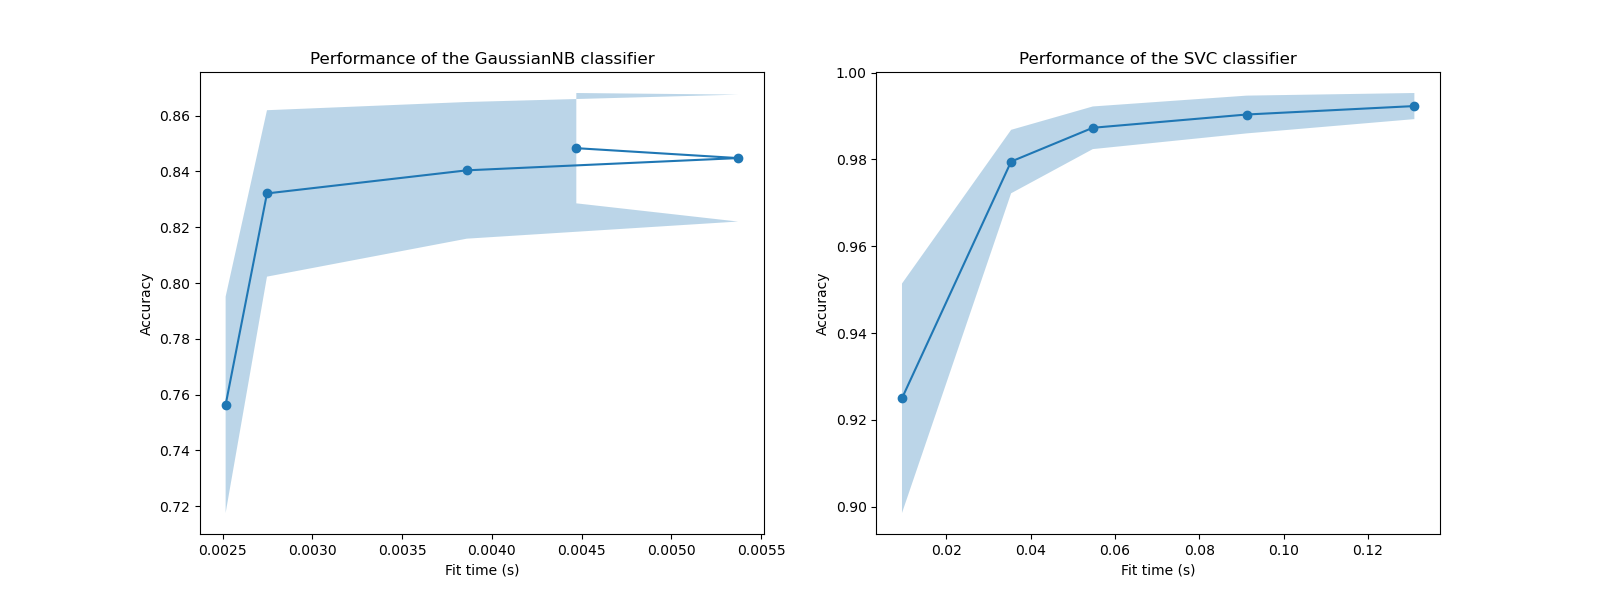 Performance of the GaussianNB classifier
0.86
0.84
0.82
0.80
0.78
0.76
0.74
0.72
Accuracy
0.0025 0.0030 0.0035 0.0040 0.0045 0.0050 0.0055
Fit time (s)
Performance of the SVC classifier
1.00
0.98
0.96
0.94
0.92
0.90
Accuracy
0.02 0.04 0.06 0.08 0.10 0.12
Fit time (s)